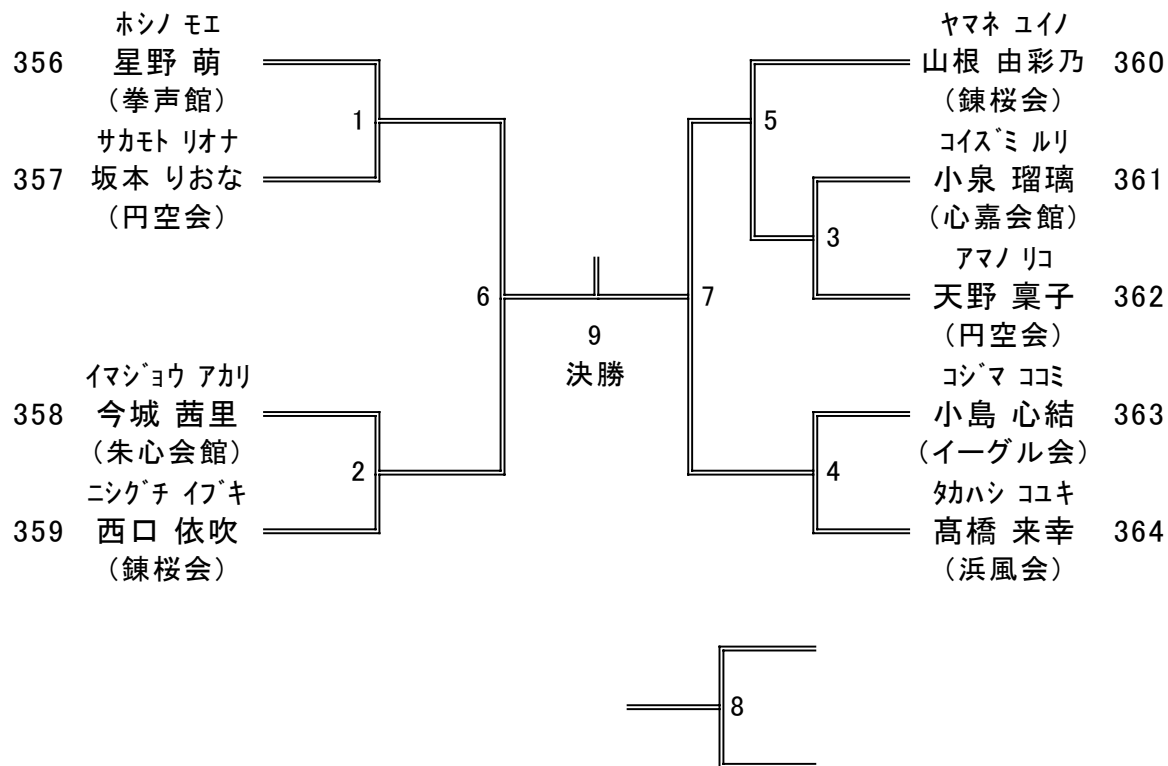 ホシノ モエ
356 星野 萌
(拳声館)
1
サカモト リオナ
357 坂本 りおな
(円空会)
6
イマジョウ アカリ
358 今城 茜里
(朱心会館)
2
ニシグチ イブキ
359 西口 依吹
(錬桜会)
9
決勝
ヤマネ ユイノ
山根 由彩乃 360
(錬桜会)
5
コイズミ ルリ
小泉 瑠璃 361
(心嘉会館)
3
アマノ リコ
天野 稟子 362
(円空会)
7
コジマ ココミ
小島 心結 363
(イーグル会)
4
タカハシ コユキ
髙橋 来幸 364
(浜風会)
8